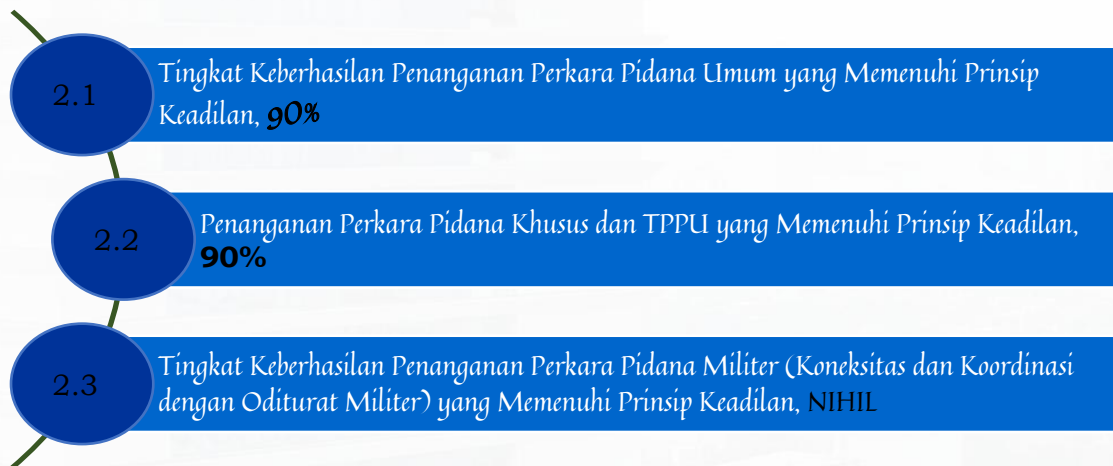 2.1
Tingkat Keberhasilan Penanganan Perkara Pidana Umum yang Memenuhi Prinsip
Keadilan, 90%
2.2
Penanganan Perkara Pidana Khusus dan TPPU yang Memenuhi Prinsip Keadilan,
90%
2.3
Tingkat Keberhasilan Penanganan Perkara Pidana Militer (Koneksitas dan Koordinasi
dengan Oditurat Militer) yang Memenuhi Prinsip Keadilan, NIHIL